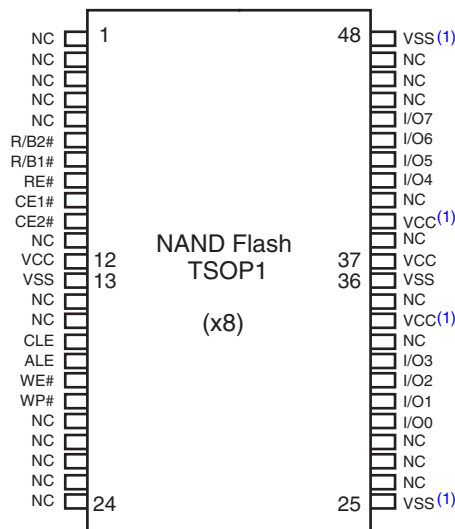 NC 1 48 VSS(1)
NC NC
NC NC
NC NC
NC I/O7
R/B2# I/O6
R/B1# I/O5
RE# I/O4
CE1# NC
CE2# VCC(1)
NC NC
VCC 12 37 VCC
VSS 13 36 VSS
NAND Flash
TSOP1
(x8)
NC NC
NC VCC(1)
CLE NC
ALE I/O3
WE# I/O2
WP# I/O1
NC I/O0
NC NC
NC NC
NC NC
NC 24 25 VSS(1)